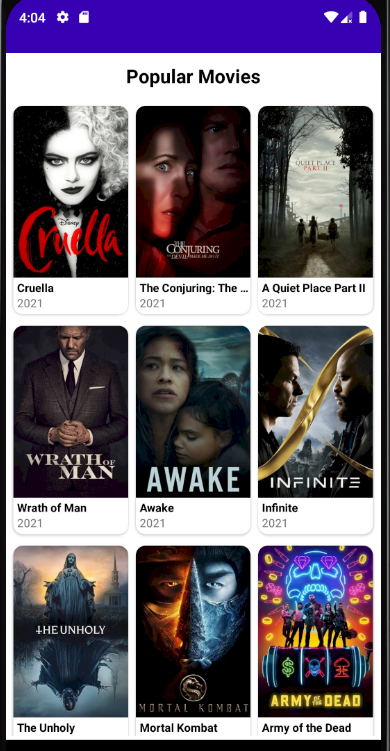 4:04
Popular Movies
Disney
Cruella
THE
CONJURING
THE DEVIL MADE ME DO IT
A
QUIET PLACE
PART II
Cruella
The Conjuring: The ...
A Quiet Place Part II
2021
2021
2021
WRATH OF
MAN
AWAKE
INFINITE
Wrath of Man
Awake
Infinite
2021
2021
2021
THE UNHOLY
MORTAL KOMBAT
ARMY OF THE DEAD
The Unholy
Mortal Kombat
Army of the Dead